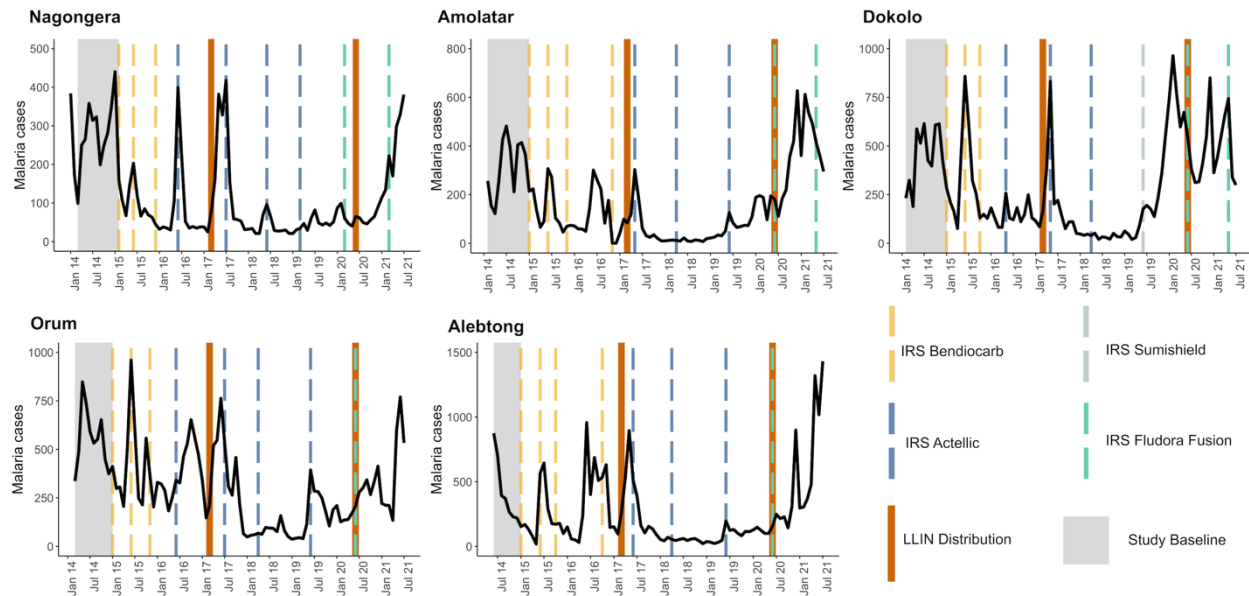 Nagongera
Malaria cases
500
400
300
200
100
0
Jan 14
Jul 14
Jan 15
Jul 15
Jan 16
Jul 16
Jan 17
Jul 17
Jan 18
Jul 18
Jan 19
Jul 19
Jan 20
Jul 20
Jan 21
Jul 21
Amolatar
Malaria cases
800
600
400
200
0
Jan 14
Jul 14
Jan 15
Jul 15
Jan 16
Jul 16
Jan 17
Jul 17
Jan 18
Jul 18
Jan 19
Jul 19
Jan 20
Jul 20
Jan 21
Jul 21
Dokolo
Malaria cases
1000
750
500
250
0
Jan 14
Jul 14
Jan 15
Jul 15
Jan 16
Jul 16
Jan 17
Jul 17
Jan 18
Jul 18
Jan 19
Jul 19
Jan 20
Jul 20
Jan 21
Jul 21
Orum
Malaria cases
1000
750
500
250
0
Jan 14
Jul 14
Jan 15
Jul 15
Jan 16
Jul 16
Jan 17
Jul 17
Jan 18
Jul 18
Jan 19
Jul 19
Jan 20
Jul 20
Jan 21
Jul 21
Alebtong
Malaria cases
1500
1000
500
0
Jul 14
Jan 15
Jul 15
Jan 16
Jul 16
Jan 17
Jul 17
Jan 18
Jul 18
Jan 19
Jul 19
Jan 20
Jul 20
Jan 21
Jul 21
IRS Bendiocarb
IRS Sumishield
IRS Actellic
IRS Fludora Fusion
LLIN Distribution
Study Baseline